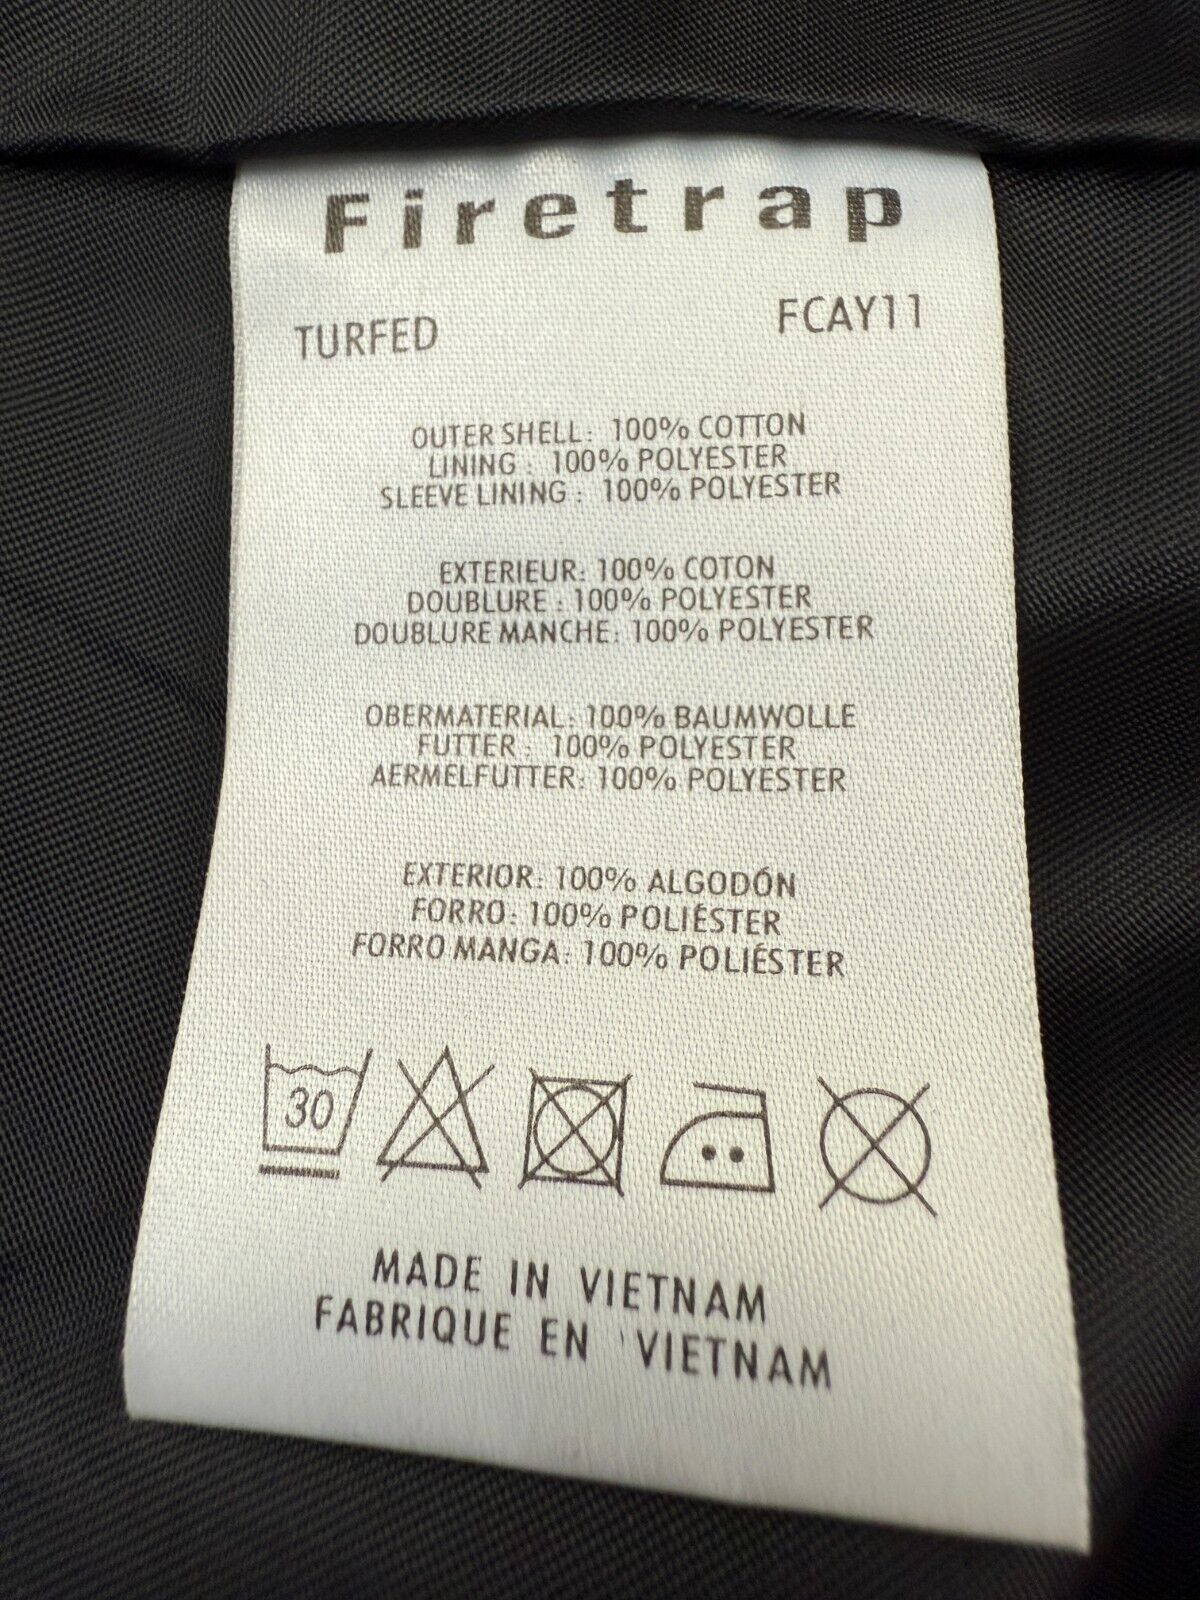 Firetrap
TURFED FCAY11
OUTER SHELL: 100% COTTON
LINING : 100% POLYESTER
SLEEVE LINING : 100% POLYESTER
EXTERIEUR: 100% COTON
DOUBLURE : 100% POLYESTER
DOUBLURE MANCHE: 100% POLYESTER
OBERMATERIAL: 100% BAUMWOLLE
FUTTER : 100% POLYESTER
AERMELFUTTER: 100% POLYESTER
EXTERIOR: 100% ALGODÓN
FORRO: 100% POLIÉSTER
FORRO MANGA: 100% POLIÉSTER
30
MADE IN VIETNAM
FABRIQUE EN VIETNAM